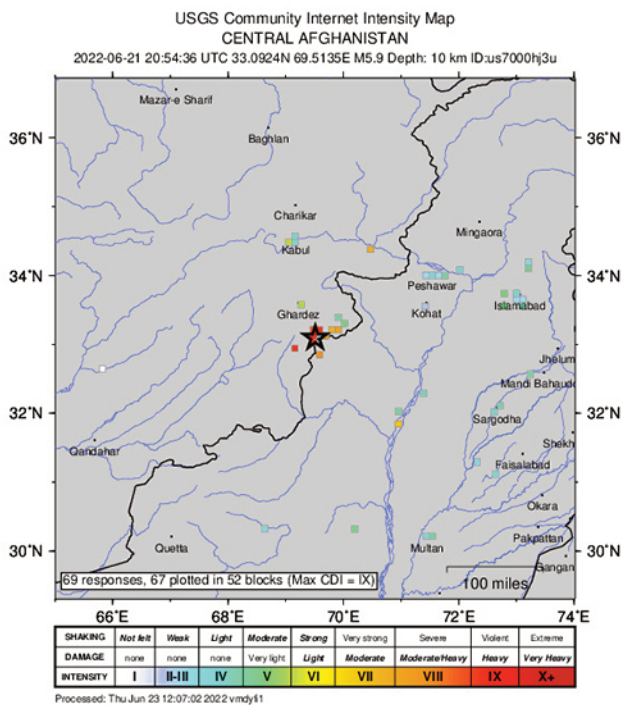 USGS Community Internet Intensity Map
CENTRAL AFGHANISTAN
2022-06-21 20:54:36 UTC 33.0924N 69.5135E M5.9 Depth: 10 km ID:us7000hj3u
Mazar-e Sharif
36˚N
36˚N
Baghlan
Charikar
Mingaora
Kabul
34˚N
34˚N
Peshawar
Ghardez
Kohat
Islamabad
Jhelum
Mandi Bahaudd
32˚N
32˚N
Sargodha
Qandahar
Shekh
Faisalabad
Okara
Quetta
Multan
Pakpattan
30˚N
30˚N
Gangan
69 responses, 67 plotted in 52 blocks (Max CDI = IX)
100 miles
66˚E 68˚E 70˚E 72˚E 74˚E
SHAKING Not felt Weak Light Moderate Strong Very strong Severe Violent Extreme
DAMAGE none none none Very light Light Moderate Moderate/Heavy Heavy Very Heavy
INTENSITY I II-III IV V VI VII VIII IX X+
Processed: Thu Jun 23 12:07:02 2022 vmdyfi1